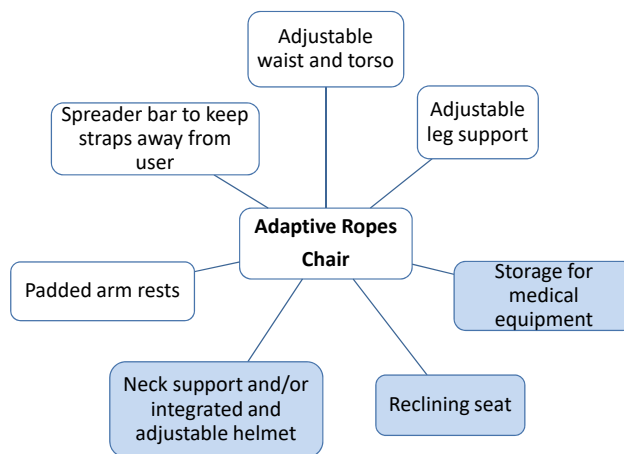 Adjustable
waist and torso
Spreader bar to keep
straps away from
user
Adjustable
leg support
Adaptive Ropes
Chair
Padded arm rests
Storage for
medical
equipment
Neck support and/or
integrated and
adjustable helmet
Reclining seat